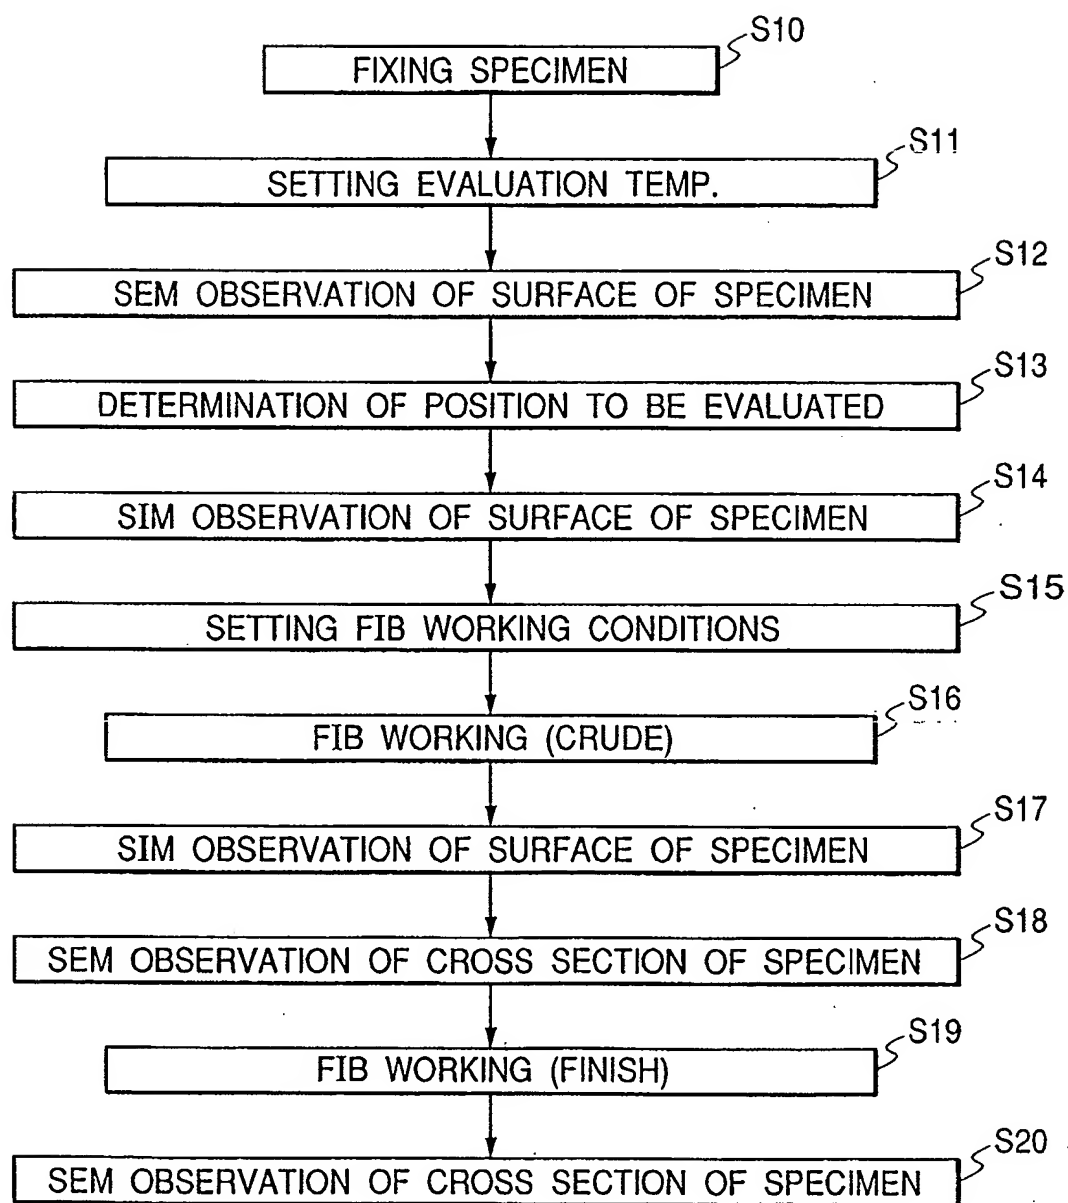 S10
FIXING SPECIMEN
S11
SETTING EVALUATION TEMP.
S12
SEM OBSERVATION OF SURFACE OF SPECIMEN
S13
DETERMINATION OF POSITION TO BE EVALUATED
S14
SIM OBSERVATION OF SURFACE OF SPECIMEN
S15
SETTING FIB WORKING CONDITIONS
S16
FIB WORKING (CRUDE)
S17
SIM OBSERVATION OF SURFACE OF SPECIMEN
S18
SEM OBSERVATION OF CROSS SECTION OF SPECIMEN
S19
FIB WORKING (FINISH)
S20
SEM OBSERVATION OF CROSS SECTION OF SPECIMEN